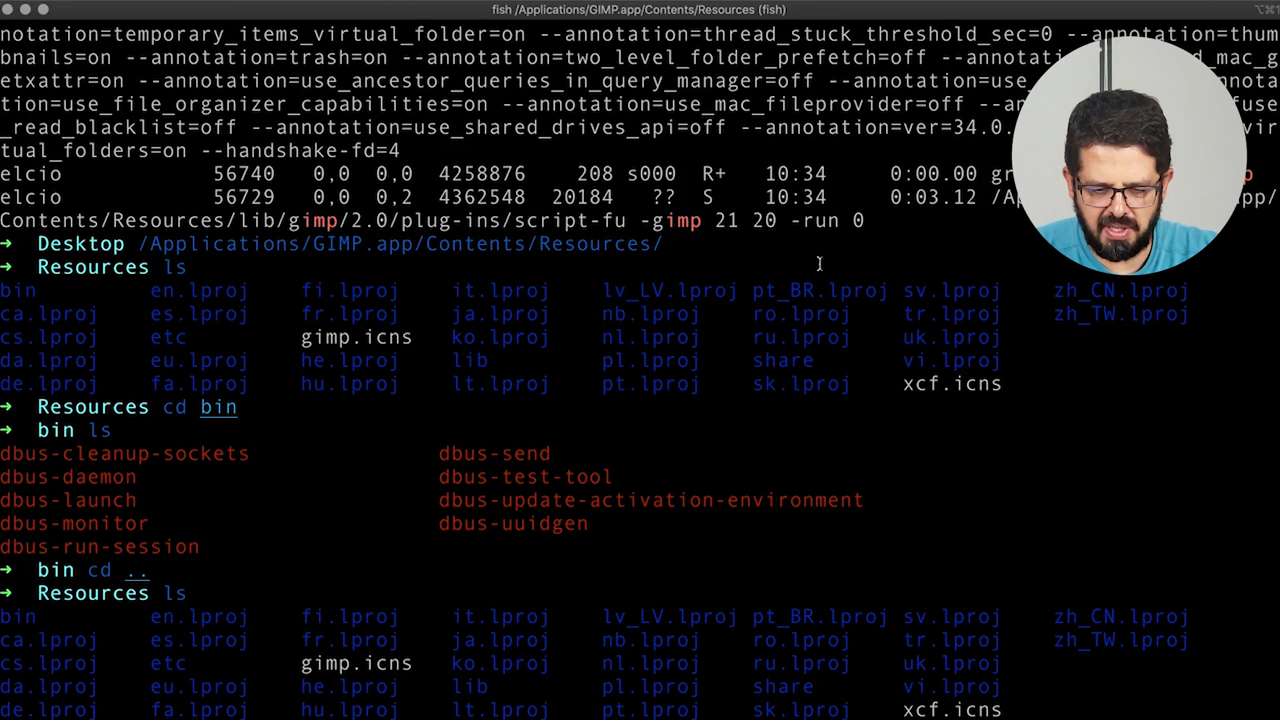 fish /Applications/GIMP.app/Contents/Resources (fish)
notation=temporary_items_virtual_folder=on --annotation=thread_stuck_threshold_sec=0 --annotation=thum
bnails=on --annotation=trash=on --annotation=two_level_folder_prefetch=off --annota d_mac_g
etxattr=on --annotation=use_ancestor_queries_in_query_manager=off --annotation=use_ nnota
tion=use_file_organizer_capabilities=on --annotation=use_mac_fileprovider=off --a fuse
_read_blacklist=off --annotation=use_shared_drives_api=off --annotation=ver=34.0. vir
tual_folders=on --handshake-fd=4
elcio 56740 0,0 0,0 4258876 208 s000 R+ 10:34 0:00.00 gr p
elcio 56729 0,0 0,2 4362548 20184 ?? S 10:34 0:03.12 /A app/
Contents/Resources/lib/gimp/2.0/plug-ins/script-fu -gimp 21 20 -run 0
➜ Desktop /Applications/GIMP.app/Contents/Resources/
➜ Resources ls
bin en.lproj fi.lproj it.lproj lv_LV.lproj pt_BR.lproj sv.lproj zh_CN.lproj
ca.lproj es.lproj fr.lproj ja.lproj nb.lproj ro.lproj tr.lproj zh_TW.lproj
cs.lproj etc gimp.icns ko.lproj nl.lproj ru.lproj uk.lproj
da.lproj eu.lproj he.lproj lib pl.lproj share vi.lproj
de.lproj fa.lproj hu.lproj lt.lproj pt.lproj sk.lproj xcf.icns
➜ Resources cd bin
➜ bin ls
dbus-cleanup-sockets dbus-send
dbus-daemon dbus-test-tool
dbus-launch dbus-update-activation-environment
dbus-monitor dbus-uuidgen
dbus-run-session
➜ bin cd ..
➜ Resources ls
bin en.lproj fi.lproj it.lproj lv_LV.lproj pt_BR.lproj sv.lproj zh_CN.lproj
ca.lproj es.lproj fr.lproj ja.lproj nb.lproj ro.lproj tr.lproj zh_TW.lproj
cs.lproj etc gimp.icns ko.lproj nl.lproj ru.lproj uk.lproj
da.lproj eu.lproj he.lproj lib pl.lproj share vi.lproj
de.lproj fa.lproj hu.lproj lt.lproj pt.lproj sk.lproj xcf.icns